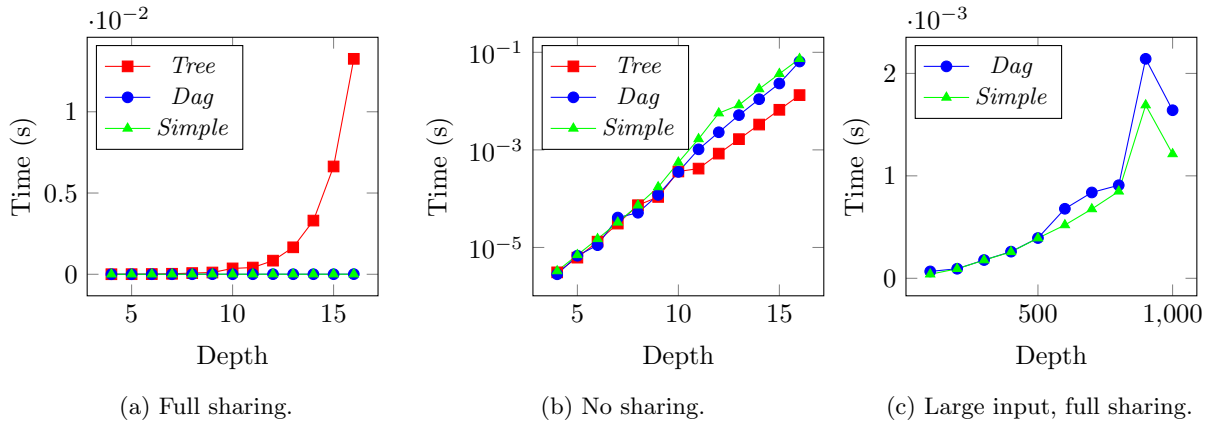 ·10⁻²
1
0.5
0
5
10
15
Time (s)
Depth
Tree
Dag
Simple
(a) Full sharing.
10⁻¹
10⁻³
10⁻⁵
5
10
15
Time (s)
Depth
Tree
Dag
Simple
(b) No sharing.
·10⁻³
2
1
0
500
1,000
Time (s)
Depth
Dag
Simple
(c) Large input, full sharing.